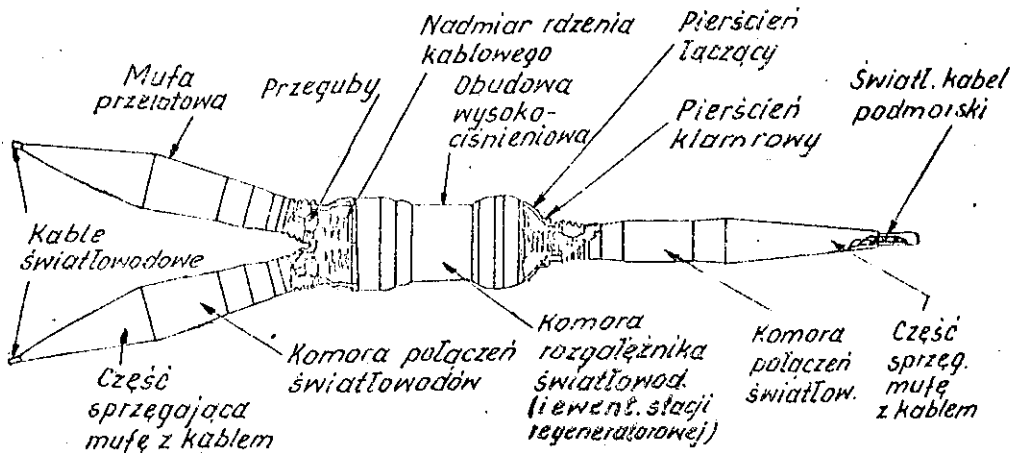 Mufa
przelotowa
Przeguby
Nadmiar rdzenia
kablowego
Obudowa
wysoko-
ciśnieniowa
Pierścień
łączący
Pierścień
klamrowy
Światł. kabel
podmorski
Kable
światłowodowe
Część
sprzęgająca
mufę z kablem
Komora połączeń
światłowodów
Komora
rozgałęźnika
światłowod.
(i ewent. stacji
regeneratorowej)
Komora
połączeń
światłow.
Część
sprzęg.
mufę
z kablem